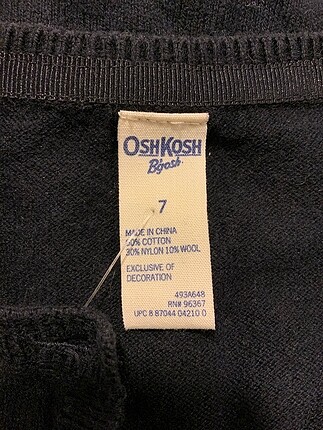 OSHKOSH
B'gosh
7
MADE IN CHINA
60% COTTON
30% NYLON 10% WOOL
EXCLUSIVE OF
DECORATION
493A648
RN# 96367
UPC 8 87044 04210 0